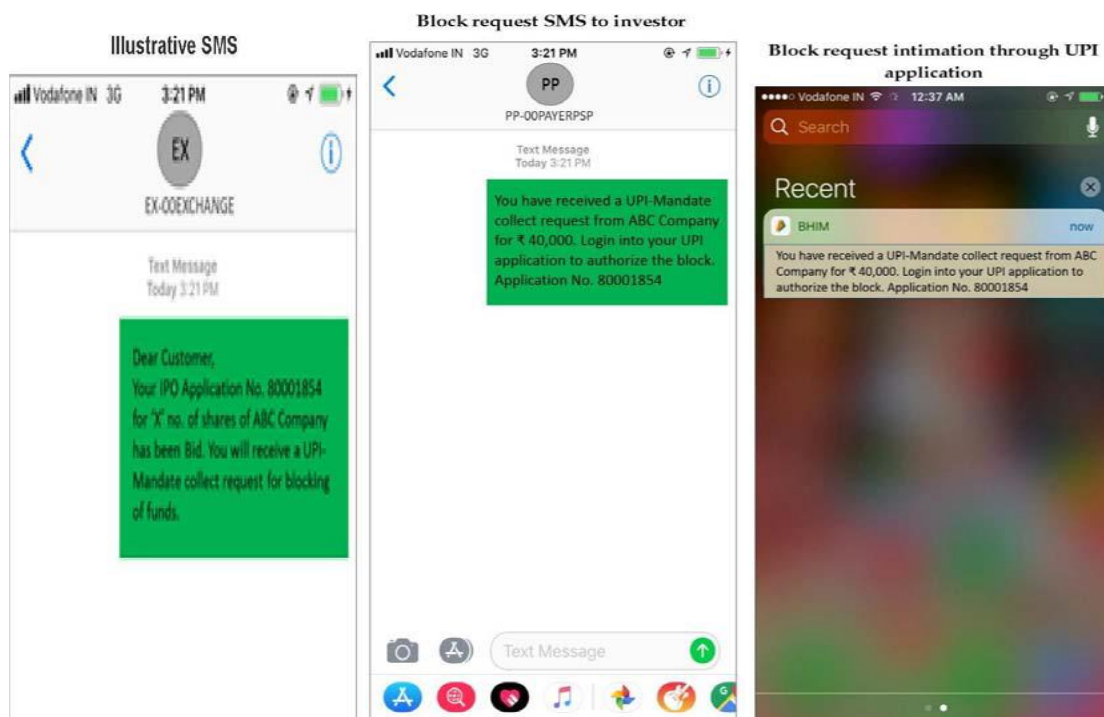 Illustrative SMS
Vodafone IN 3G 3:21 PM
EX
EX-00EXCHANGE
Text Message
Today 3:21 PM
Dear Customer,
Your IPO Application No. 80001854
for 'X' no. of shares of ABC Company
has been Bid. You will receive a UPI-
Mandate collect request for blocking
of funds.
Block request SMS to investor
Vodafone IN 3G 3:21 PM
PP
PP-00PAYERPSP
Text Message
Today 3:21 PM
You have received a UPI-Mandate
collect request from ABC Company
for ₹ 40,000. Login into your UPI
application to authorize the block.
Application No. 80001854
Text Message
Block request intimation through UPI
application
Vodafone IN 12:37 AM
Search
Recent
BHIM now
You have received a UPI-Mandate collect request from ABC
Company for ₹ 40,000. Login into your UPI application to
authorize the block. Application No. 80001854